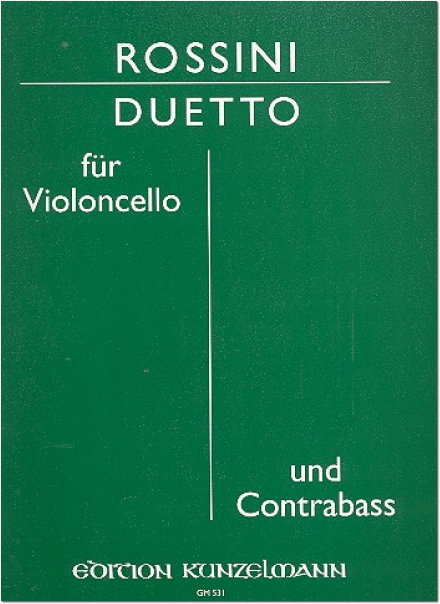 ROSSINI
DUETTO
für
Violoncello
und
Contrabass
EDITION KUNZELMANN
GM 531